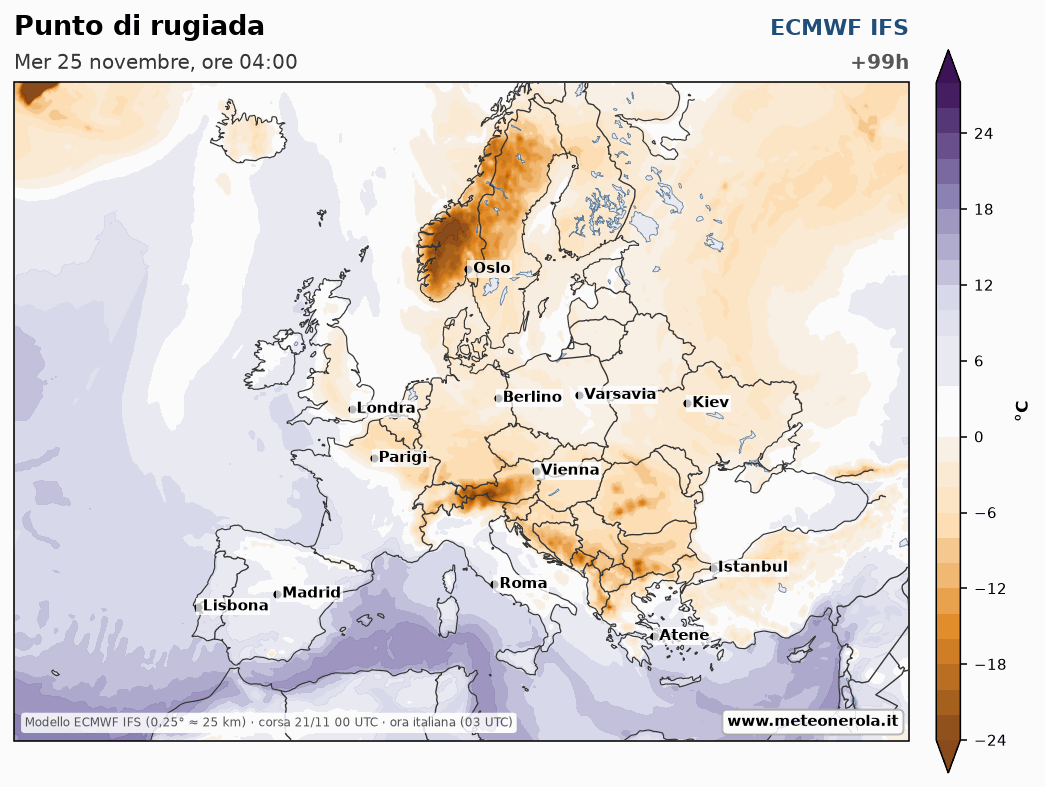 Punto di rugiada
ECMWF IFS
Mer 25 novembre, ore 04:00
+99h
24
18
12
6
0
−6
−12
−18
−24
°C
Oslo
Berlino
Varsavia
Kiev
Londra
Parigi
Vienna
Istanbul
Roma
Madrid
Lisbona
Atene
Modello ECMWF IFS (0,25° ≈ 25 km) · corsa 21/11 00 UTC · ora italiana (03 UTC)
www.meteonerola.it